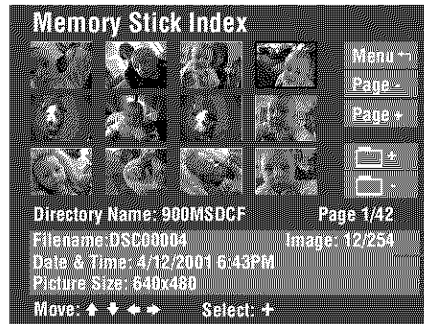 Memory Stick Index
Menu
Page -
Page +
+
-
Directory Name: 900MSDCF Page 1/42
Filename:DSC00004 Image: 12/254
Date & Time: 4/12/2001 6:43PM
Picture Size: 640x480
Move: ↑ ↓ ← → Select: +